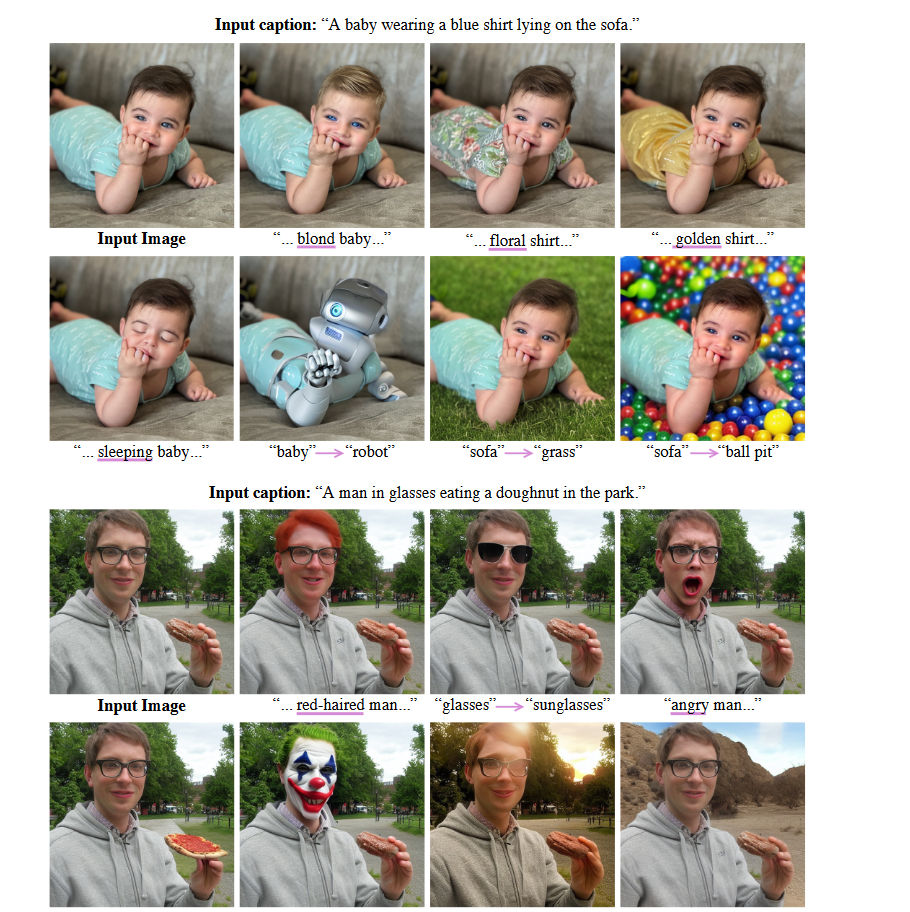 Input caption: “A baby wearing a blue shirt lying on the sofa.”
Input Image
“... blond baby...”
“... floral shirt...”
“... golden shirt...”
“... sleeping baby...”
“baby”→“robot”
“sofa”→“grass”
“sofa”→“ball pit”
Input caption: “A man in glasses eating a doughnut in the park.”
Input Image
“... red-haired man...”
“glasses”→“sunglasses”
“angry man...”